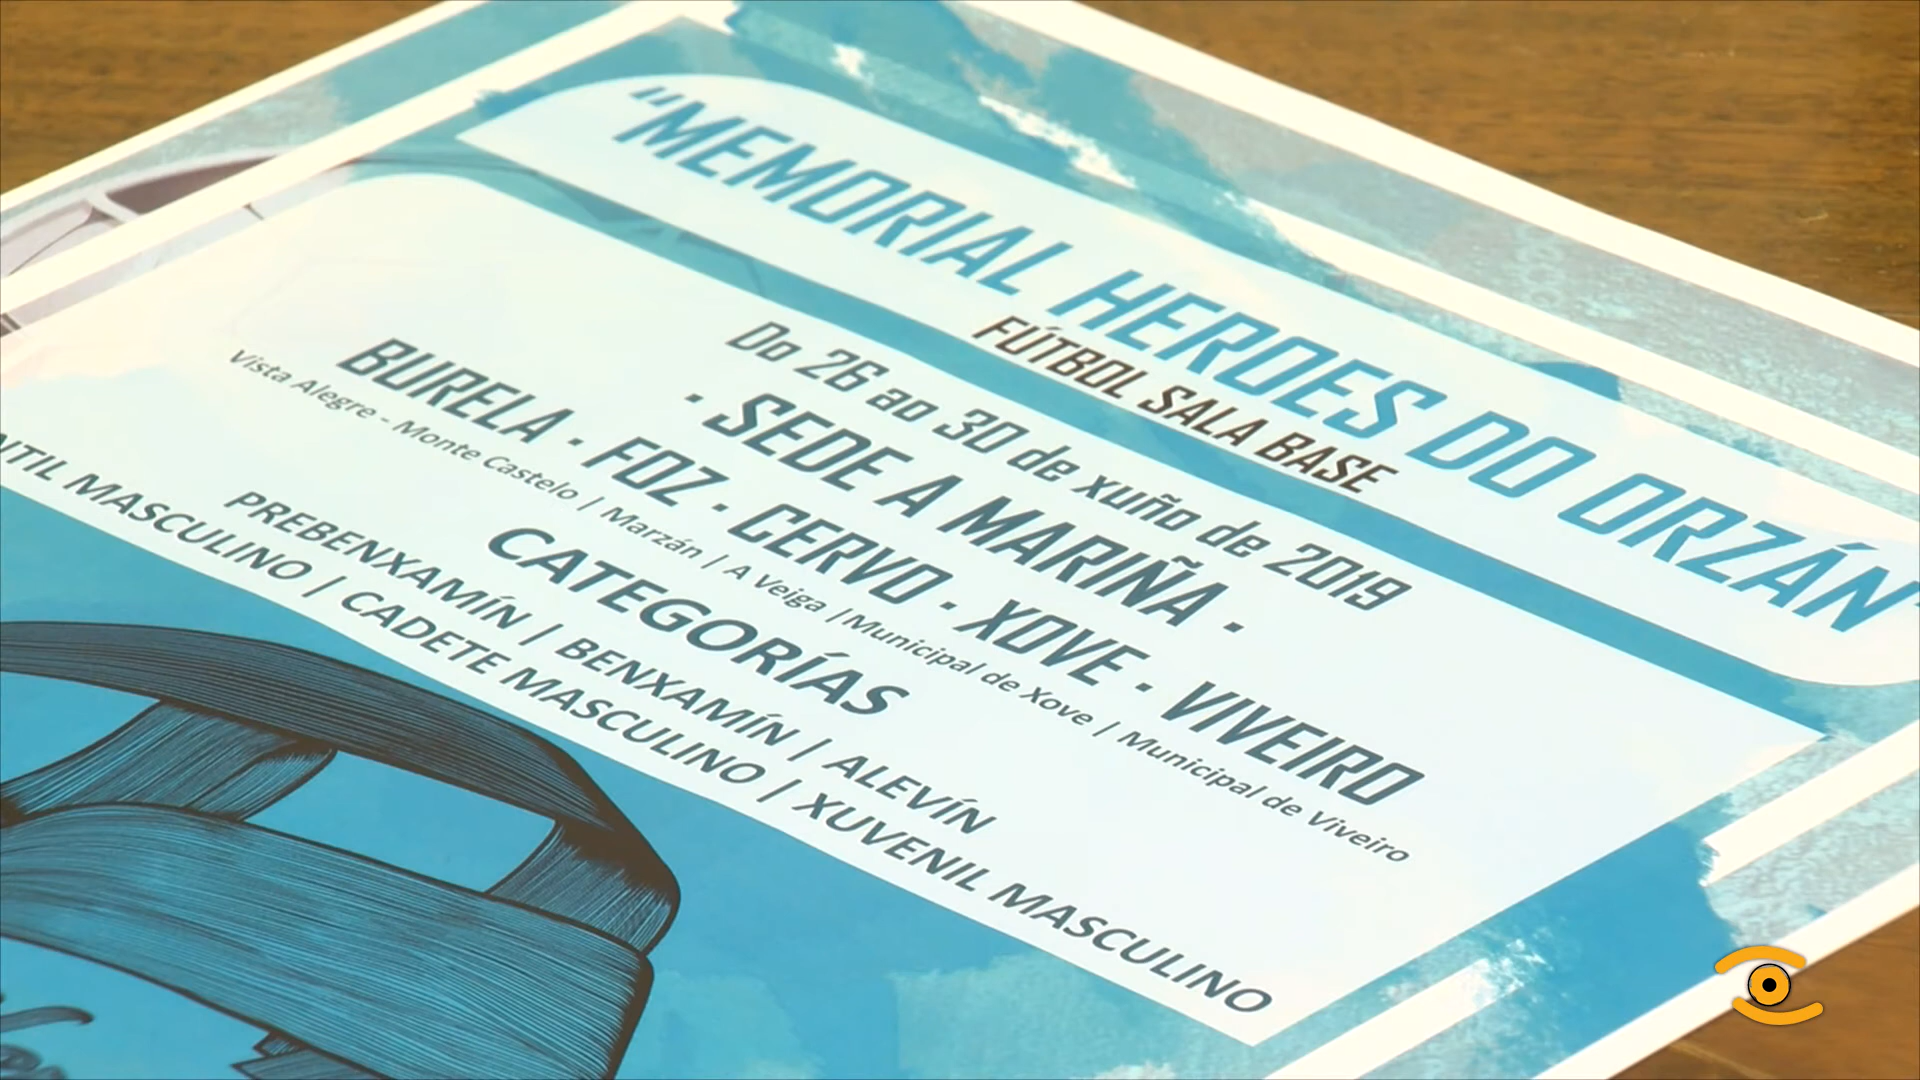 "MEMORIAL HEROES DO ORZÁN"
FÚTBOL SALA BASE
Do 26 ao 30 de xuño de 2019
· SEDE A MARIÑA ·
BURELA · FOZ · CERVO · XOVE · VIVEIRO
Vista Alegre - Monte Castelo | Marzán | A Veiga | Municipal de Xove | Municipal de Viveiro
CATEGORÍAS
PREBENXAMÍN | BENXAMÍN | ALEVÍN
MASCULINO | CADETE MASCULINO | XUVENIL MASCULINO